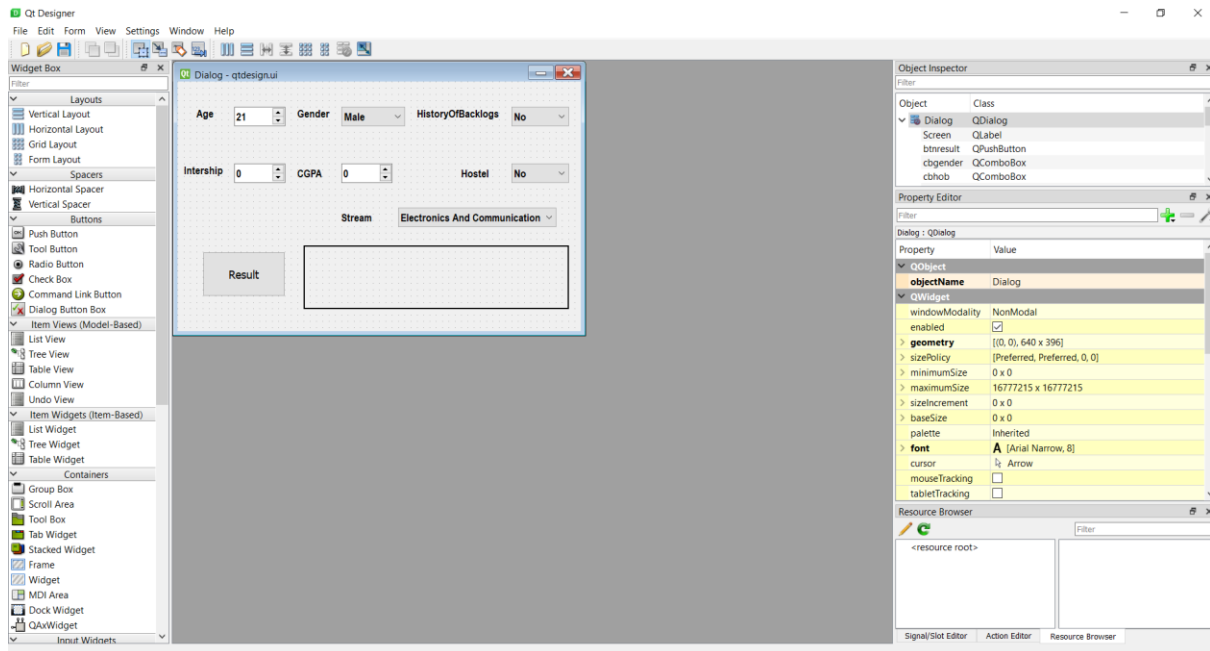 Qt Designer
File Edit Form View Settings Window Help
Widget Box
Filter
Layouts
Vertical Layout
Horizontal Layout
Grid Layout
Form Layout
Spacers
Horizontal Spacer
Vertical Spacer
Buttons
Push Button
Tool Button
Radio Button
Check Box
Command Link Button
Dialog Button Box
Item Views (Model-Based)
List View
Tree View
Table View
Column View
Undo View
Item Widgets (Item-Based)
List Widget
Tree Widget
Table Widget
Containers
Group Box
Scroll Area
Tool Box
Tab Widget
Stacked Widget
Frame
Widget
MDI Area
Dock Widget
QAxWidget
Input Widgets
Qt Dialog - qtdesign.ui
Age 21 Gender Male HistoryOfBacklogs No
Intership 0 CGPA 0 Hostel No
Stream Electronics And Communication
Result
Object Inspector
Filter
Object Class
Dialog QDialog
Screen QLabel
btnresult QPushButton
cbgender QComboBox
cbhob QComboBox
Property Editor
Filter
Dialog : QDialog
Property Value
QObject
objectName Dialog
QWidget
windowModality NonModal
enabled
geometry [(0, 0), 640 x 396]
sizePolicy [Preferred, Preferred, 0, 0]
minimumSize 0 x 0
maximumSize 16777215 x 16777215
sizeIncrement 0 x 0
baseSize 0 x 0
palette Inherited
font A [Arial Narrow, 8]
cursor Arrow
mouseTracking
tabletTracking
Resource Browser
Filter
<resource root>
Signal/Slot Editor Action Editor Resource Browser